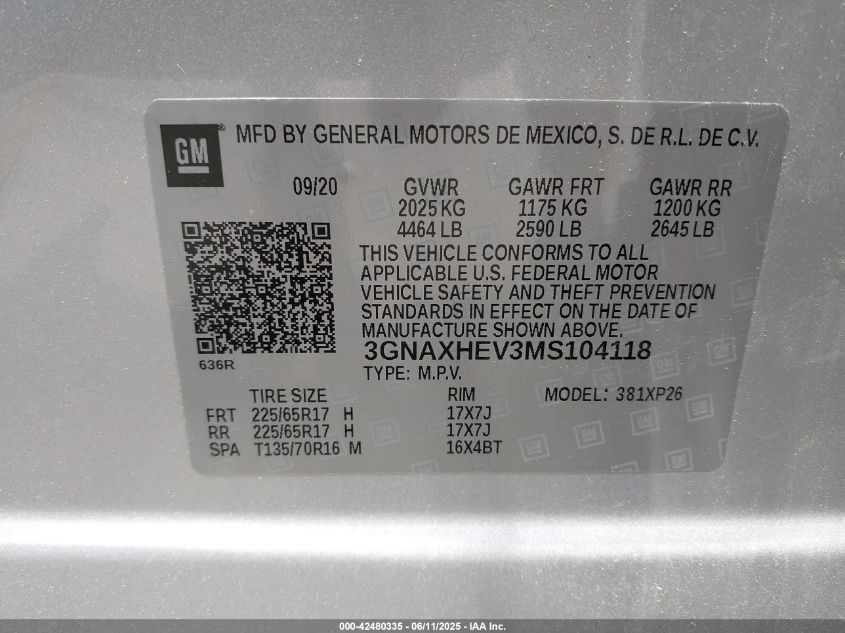 GM ® MFD BY GENERAL MOTORS DE MEXICO, S. DE R.L. DE C.V.
09/20 GVWR GAWR FRT GAWR RR
2025 KG 1175 KG 1200 KG
4464 LB 2590 LB 2645 LB
THIS VEHICLE CONFORMS TO ALL
APPLICABLE U.S. FEDERAL MOTOR
VEHICLE SAFETY AND THEFT PREVENTION
STANDARDS IN EFFECT ON THE DATE OF
MANUFACTURE SHOWN ABOVE.
3GNAXHEV3MS104118
636R
TYPE: M.P.V.
TIRE SIZE RIM MODEL: 381XP26
FRT 225/65R17 H 17X7J
RR 225/65R17 H 17X7J
SPA T135/70R16 M 16X4BT
000-42480335 - 06/11/2025 - IAA Inc.